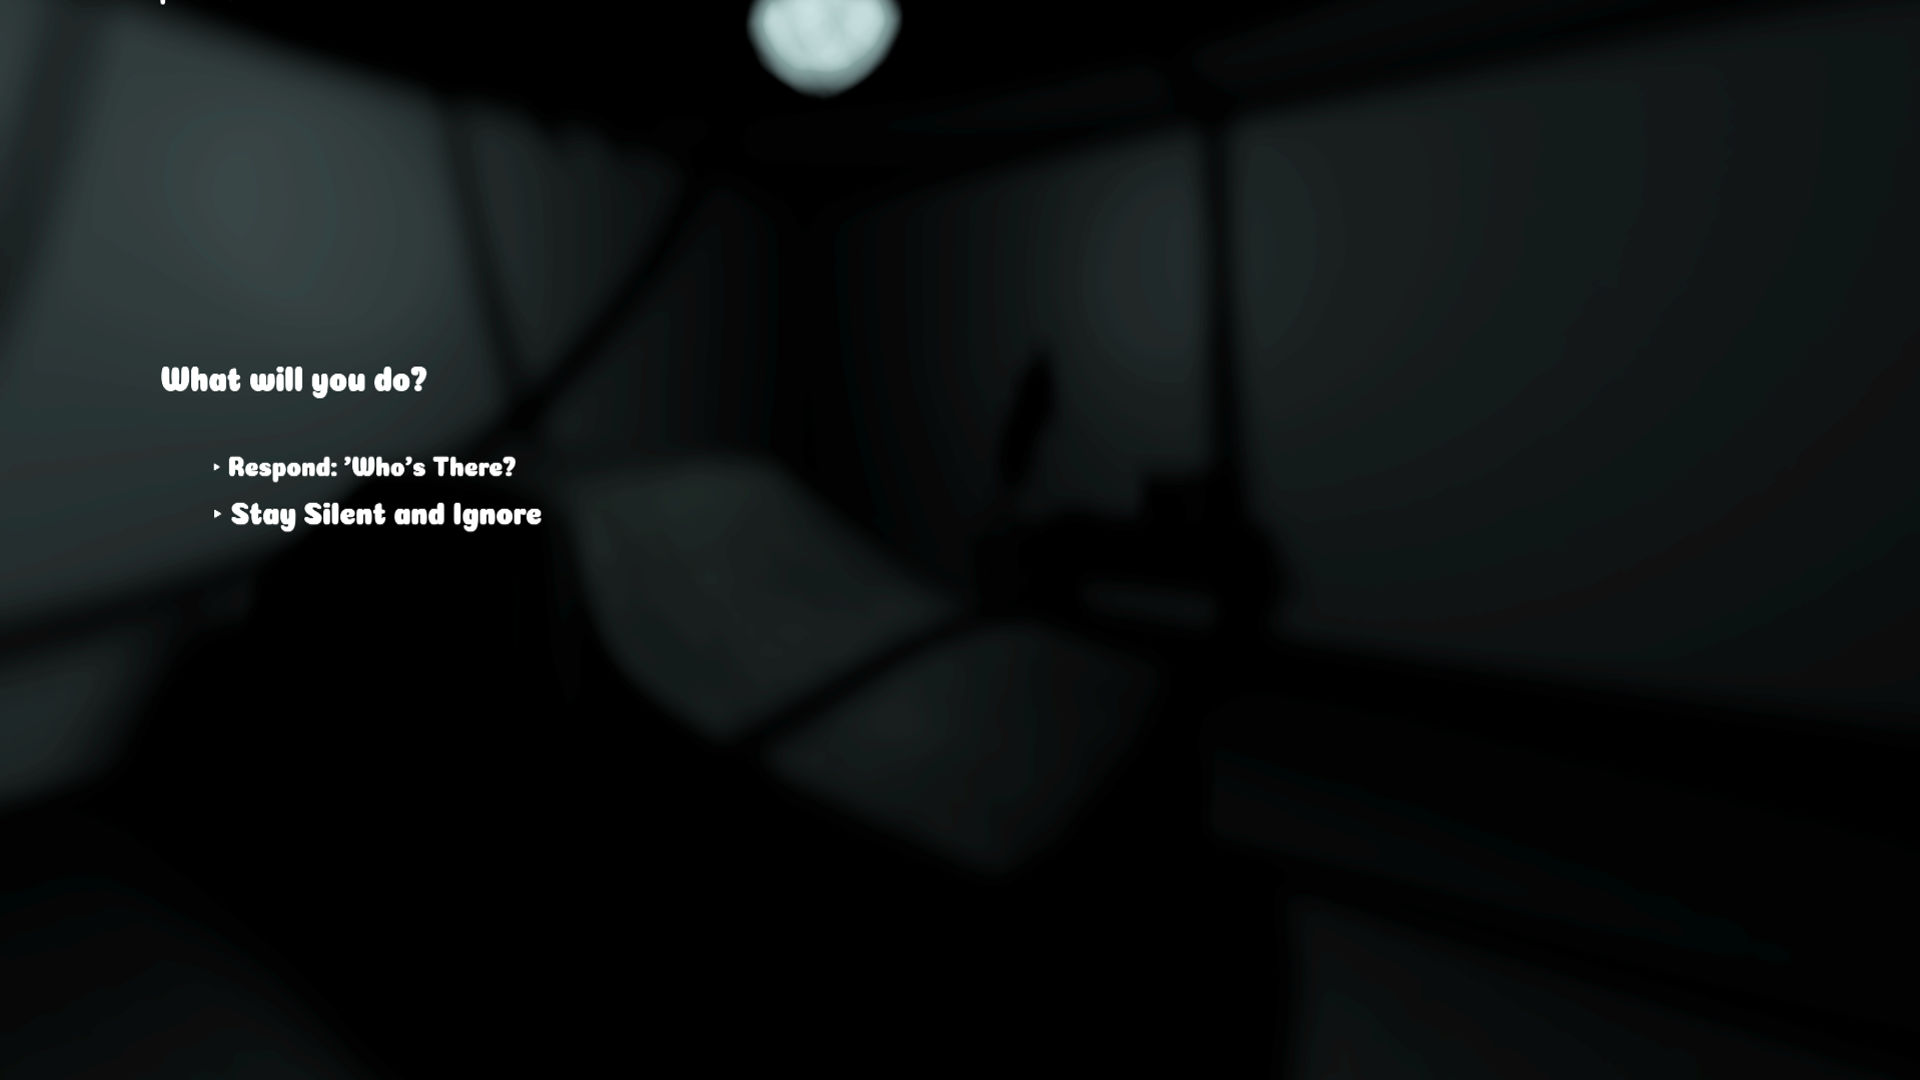 What will you do?
‣ Respond: ’Who’s There?
‣ Stay Silent and Ignore